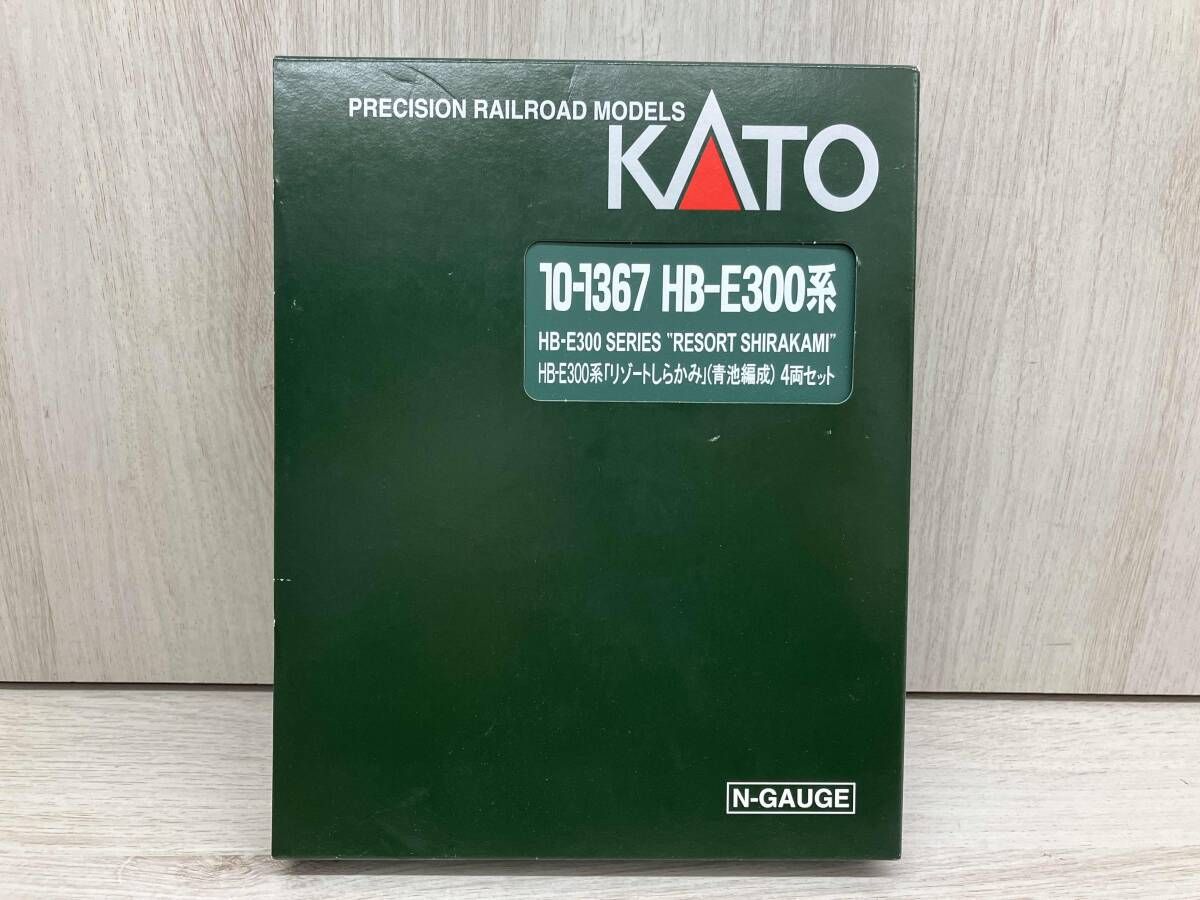 PRECISION RAILROAD MODELS
KATO
10-1367 HB-E300系
HB-E300 SERIES "RESORT SHIRAKAMI"
HB-E300系「リゾートしらかみ」(青池編成) 4両セット
N-GAUGE